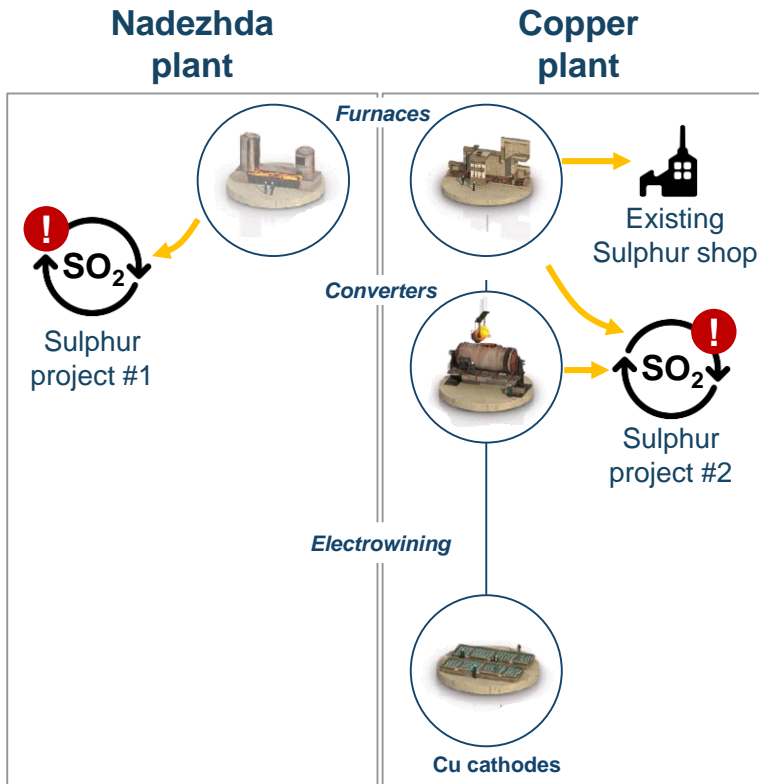 Nadezhda
plant
Copper
plant
Furnaces
!
SO₂
Sulphur
project #1
Existing
Sulphur shop
Converters
!
SO₂
Sulphur
project #2
Electrowining
Cu cathodes